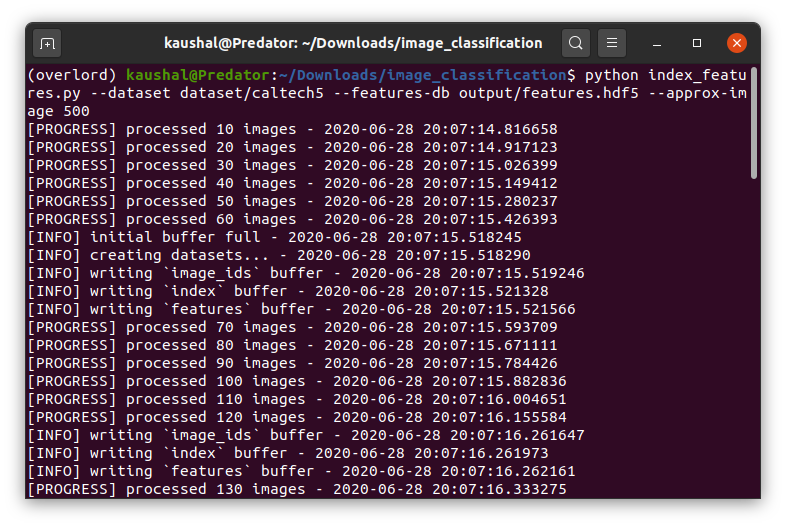 kaushal@Predator: ~/Downloads/image_classification
(overlord) kaushal@Predator:~/Downloads/image_classification$ python index_featu
res.py --dataset dataset/caltech5 --features-db output/features.hdf5 --approx-im
age 500
[PROGRESS] processed 10 images - 2020-06-28 20:07:14.816658
[PROGRESS] processed 20 images - 2020-06-28 20:07:14.917123
[PROGRESS] processed 30 images - 2020-06-28 20:07:15.026399
[PROGRESS] processed 40 images - 2020-06-28 20:07:15.149412
[PROGRESS] processed 50 images - 2020-06-28 20:07:15.280237
[PROGRESS] processed 60 images - 2020-06-28 20:07:15.426393
[INFO] initial buffer full - 2020-06-28 20:07:15.518245
[INFO] creating datasets... - 2020-06-28 20:07:15.518290
[INFO] writing `image_ids` buffer - 2020-06-28 20:07:15.519246
[INFO] writing `index` buffer - 2020-06-28 20:07:15.521328
[INFO] writing `features` buffer - 2020-06-28 20:07:15.521566
[PROGRESS] processed 70 images - 2020-06-28 20:07:15.593709
[PROGRESS] processed 80 images - 2020-06-28 20:07:15.671111
[PROGRESS] processed 90 images - 2020-06-28 20:07:15.784426
[PROGRESS] processed 100 images - 2020-06-28 20:07:15.882836
[PROGRESS] processed 110 images - 2020-06-28 20:07:16.004651
[PROGRESS] processed 120 images - 2020-06-28 20:07:16.155584
[INFO] writing `image_ids` buffer - 2020-06-28 20:07:16.261647
[INFO] writing `index` buffer - 2020-06-28 20:07:16.261973
[INFO] writing `features` buffer - 2020-06-28 20:07:16.262161
[PROGRESS] processed 130 images - 2020-06-28 20:07:16.333275